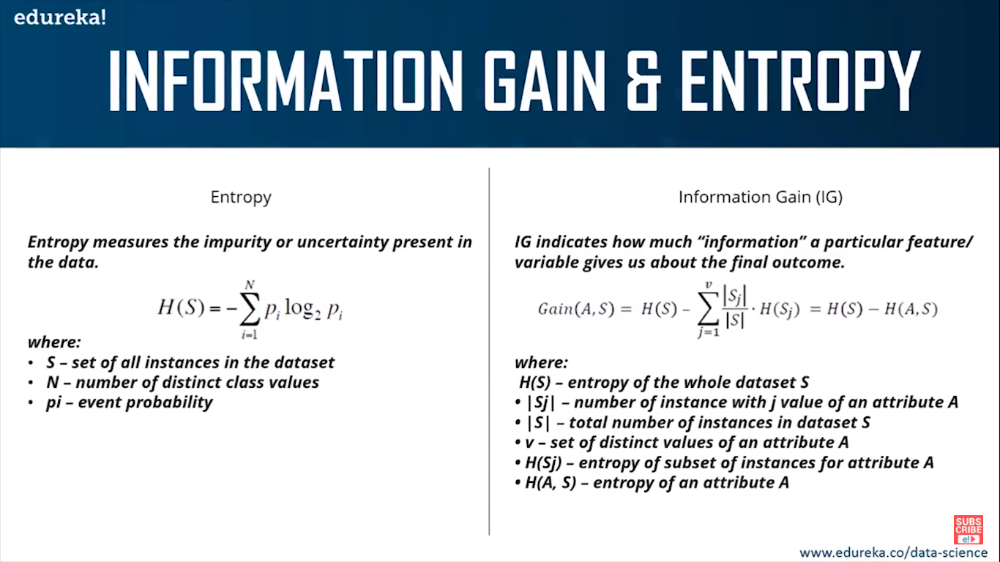 edureka!
INFORMATION GAIN & ENTROPY
Entropy
Entropy measures the impurity or uncertainty present in
the data.
H(S) = − ∑_{i=1}^{N} p_i log_2 p_i
where:
• S – set of all instances in the dataset
• N – number of distinct class values
• pi – event probability
Information Gain (IG)
IG indicates how much “information” a particular feature/
variable gives us about the final outcome.
Gain(A,S) = H(S) – ∑_{j=1}^{v} |S_j|/|S| · H(S_j) = H(S) − H(A,S)
where:
H(S) – entropy of the whole dataset S
• |Sj| – number of instance with j value of an attribute A
• |S| – total number of instances in dataset S
• v – set of distinct values of an attribute A
• H(Sj) – entropy of subset of instances for attribute A
• H(A, S) – entropy of an attribute A
SUBS
CRIBE
e!
www.edureka.co/data-science